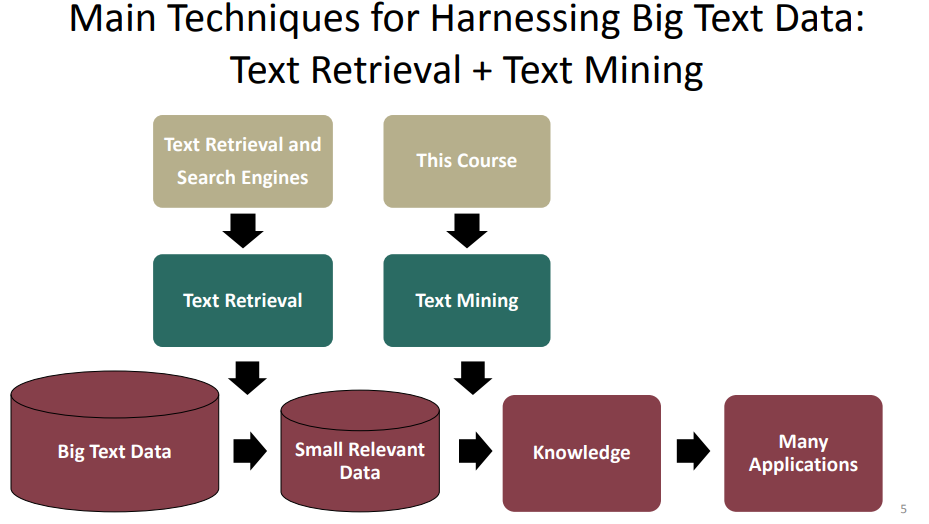 Main Techniques for Harnessing Big Text Data:
Text Retrieval + Text Mining
Text Retrieval and
Search Engines
This Course
Text Retrieval
Text Mining
Big Text Data
Small Relevant
Data
Knowledge
Many
Applications
5